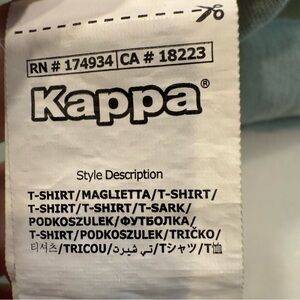 RN # 174934 CA # 18223
Kappa®
Style Description
T-SHIRT/MAGLIETTA/T-SHIRT/
T-SHIRT/T-SHIRT/T-SARK/
PODKOSZULEK/ФУТБОЛКА/
T-SHIRT/PODKOSZULEK/TRIČKO/
티셔츠/TRICOU/تي شيرت/Tシャツ/T恤